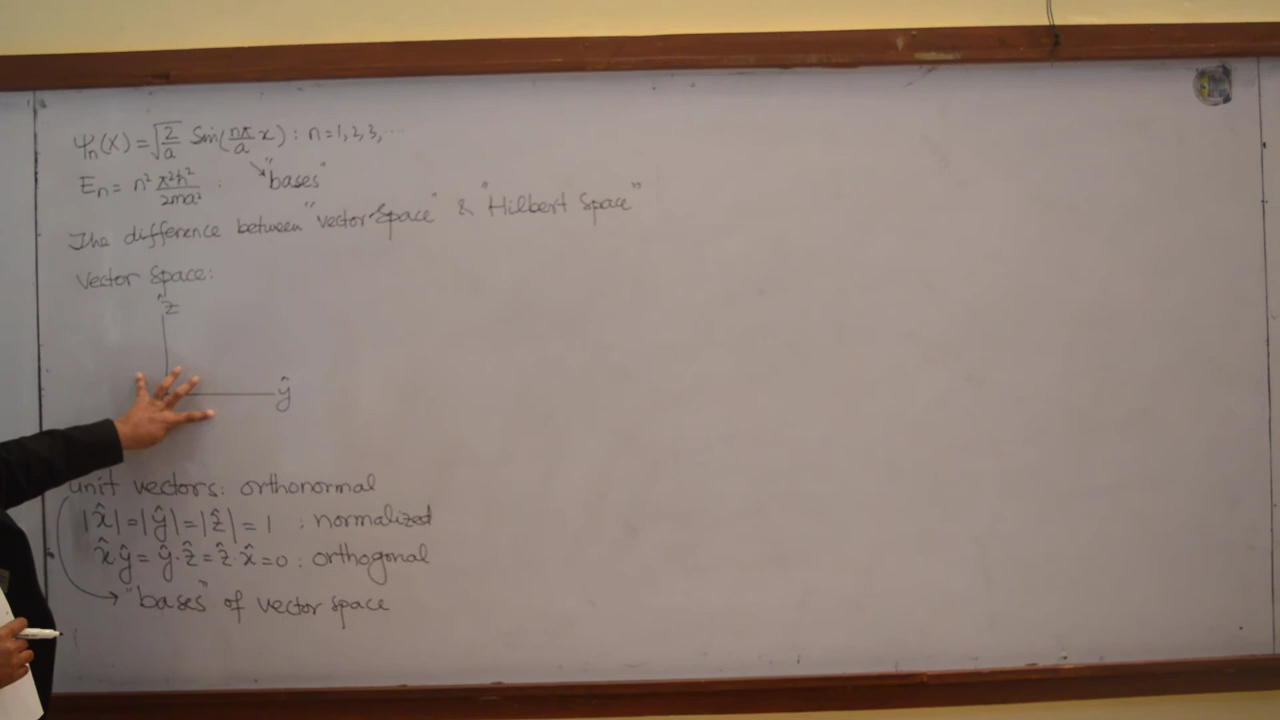 Ψn(X) = √2/a Sin(nπ/a x) : n=1,2,3,...
En = n² π²ħ²/2ma² : "bases"
The difference between "vector Space" & "Hilbert Space"
Vector Space:
ẑ
ŷ
unit vectors: orthonormal
|x̂|=|ŷ|=|ẑ|=1 : normalized
x̂.ŷ = ŷ.ẑ = ẑ.x̂ =0 : orthogonal
"bases" of vector space